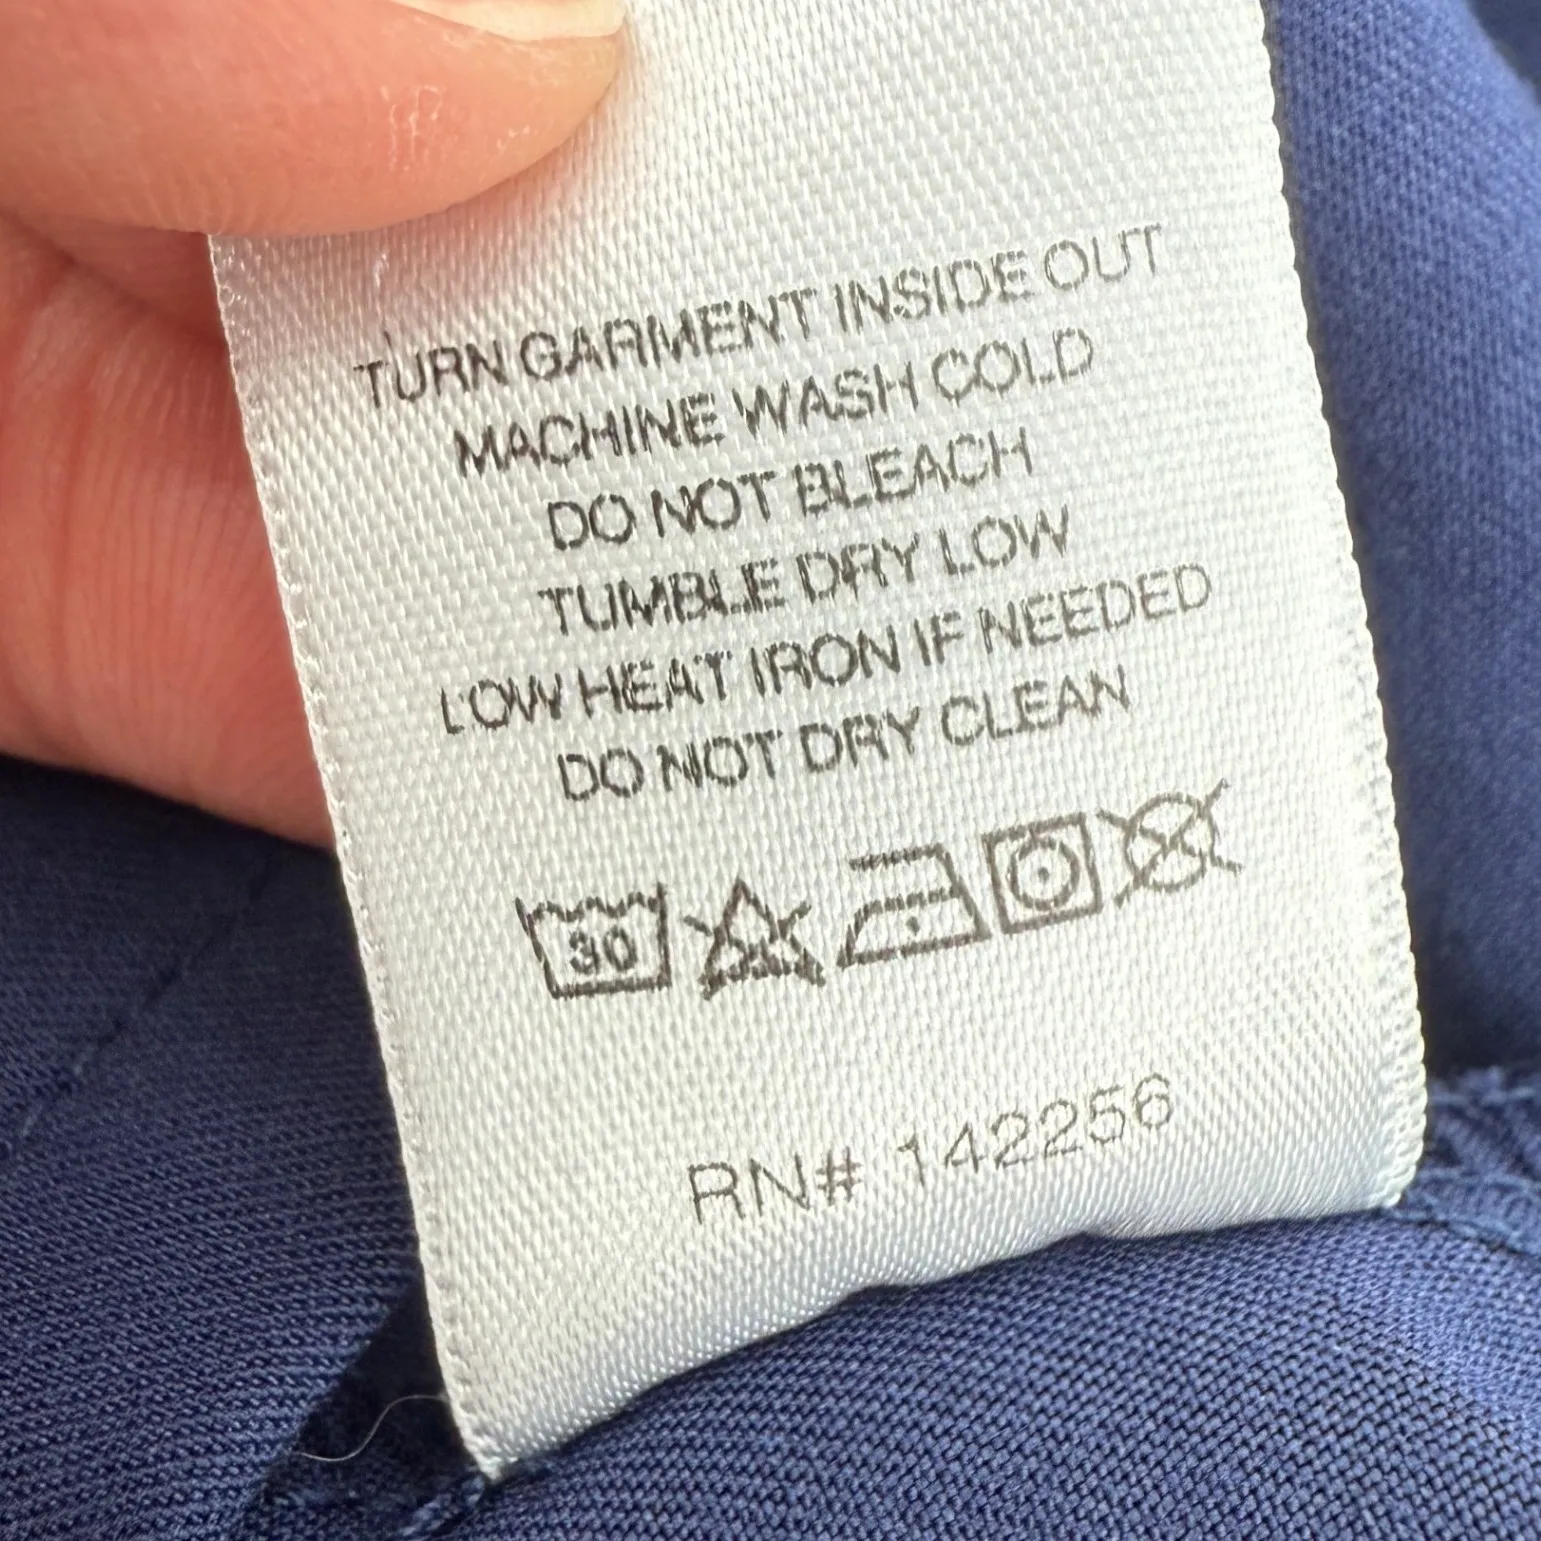 TURN GARMENT INSIDE OUT
MACHINE WASH COLD
DO NOT BLEACH
TUMBLE DRY LOW
LOW HEAT IRON IF NEEDED
DO NOT DRY CLEAN
30
RN# 142256